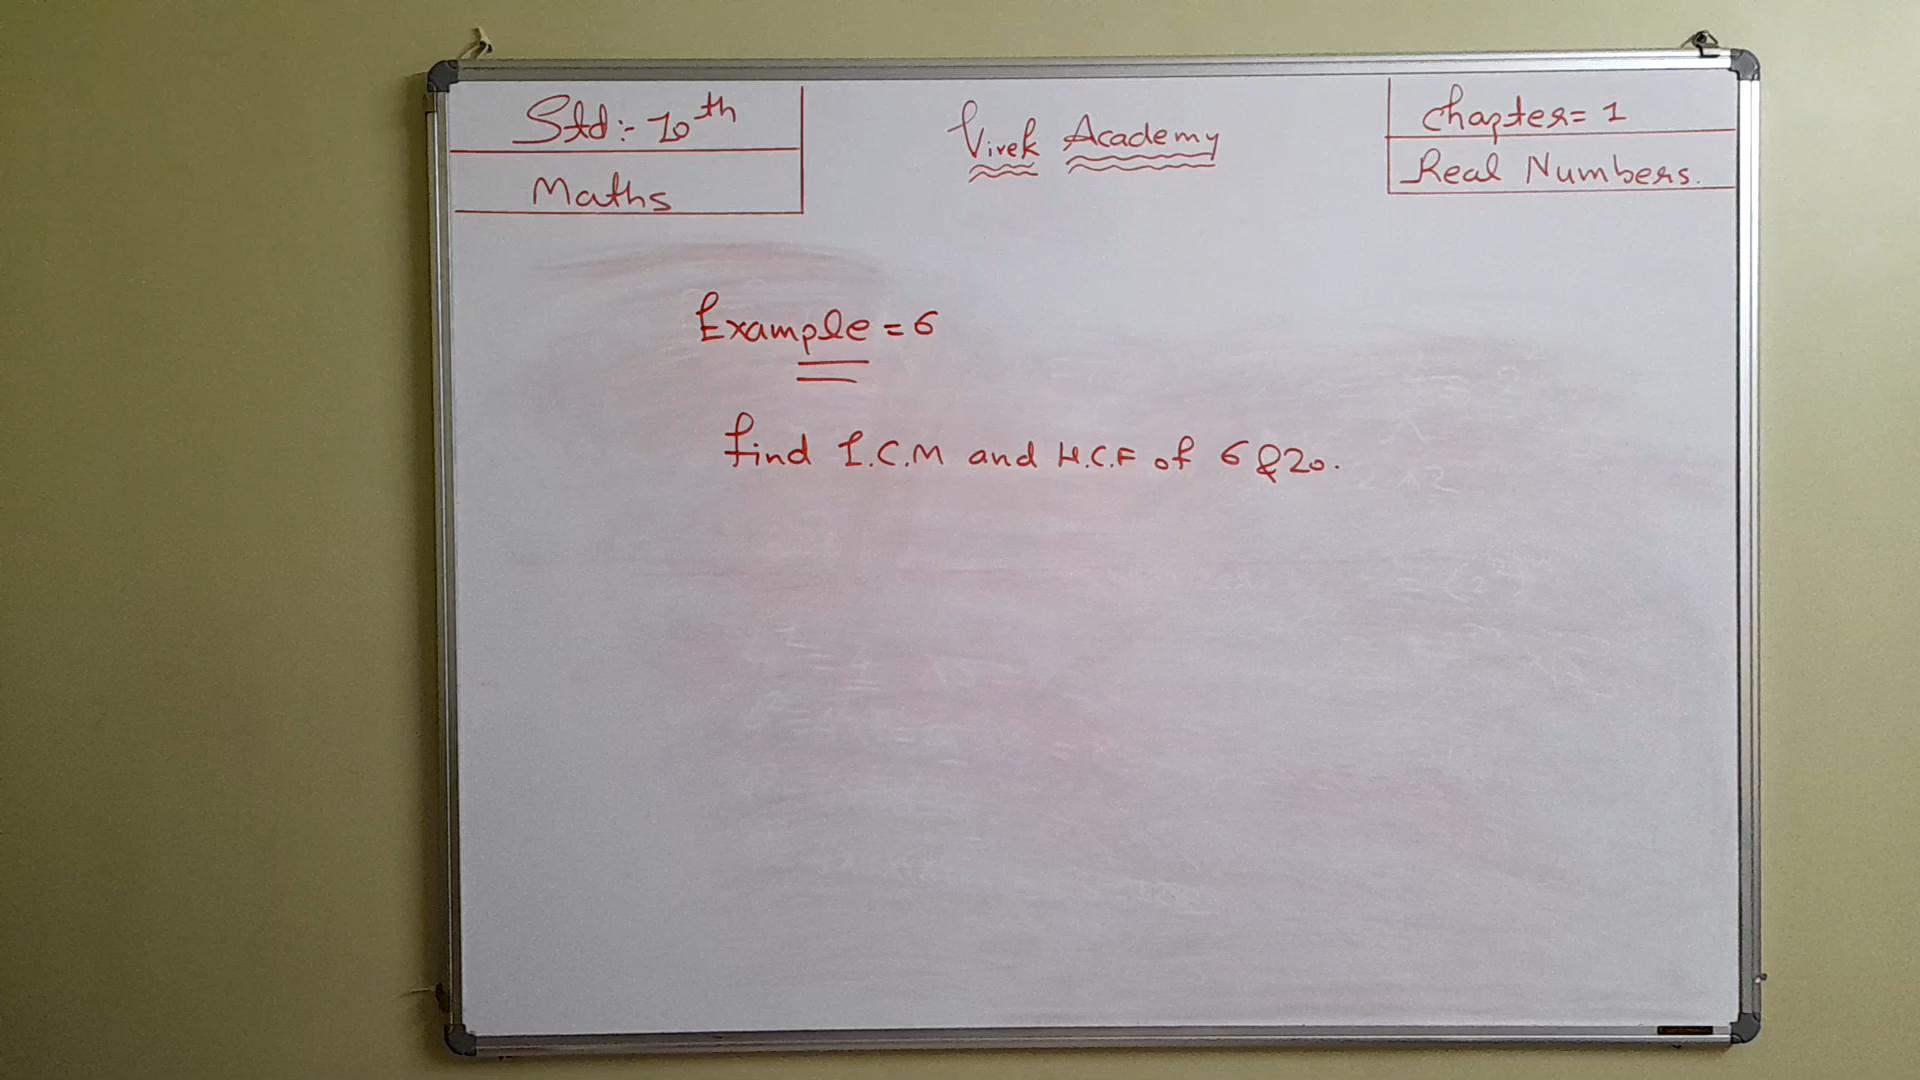 Std:- 10th
Maths
Vivek Academy
Chapter= 1
Real Numbers.
Example = 6
find L.C.M and H.C.F of 6 & 20.